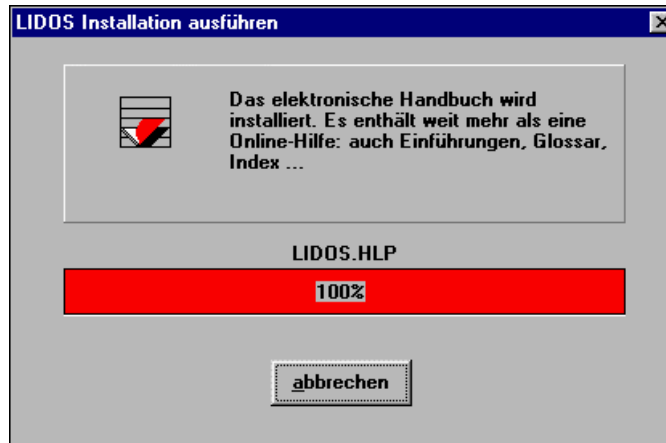 LIDOS Installation ausführen
Das elektronische Handbuch wird
installiert. Es enthält weit mehr als eine
Online-Hilfe: auch Einführungen, Glossar,
Index ...
LIDOS.HLP
100%
abbrechen